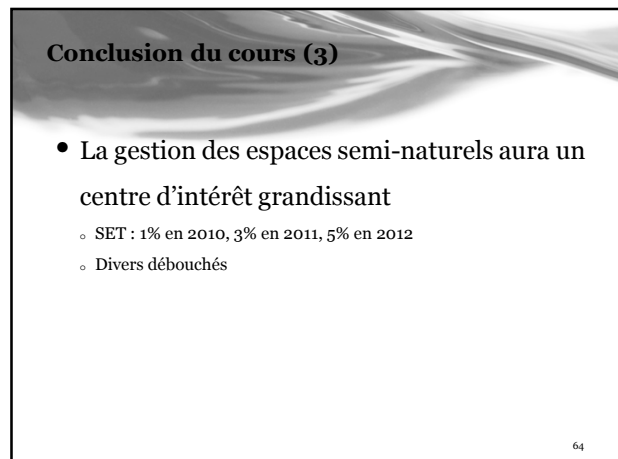 Conclusion du cours (3)
• La gestion des espaces semi-naturels aura un
centre d’intérêt grandissant
o SET : 1% en 2010, 3% en 2011, 5% en 2012
o Divers débouchés
64